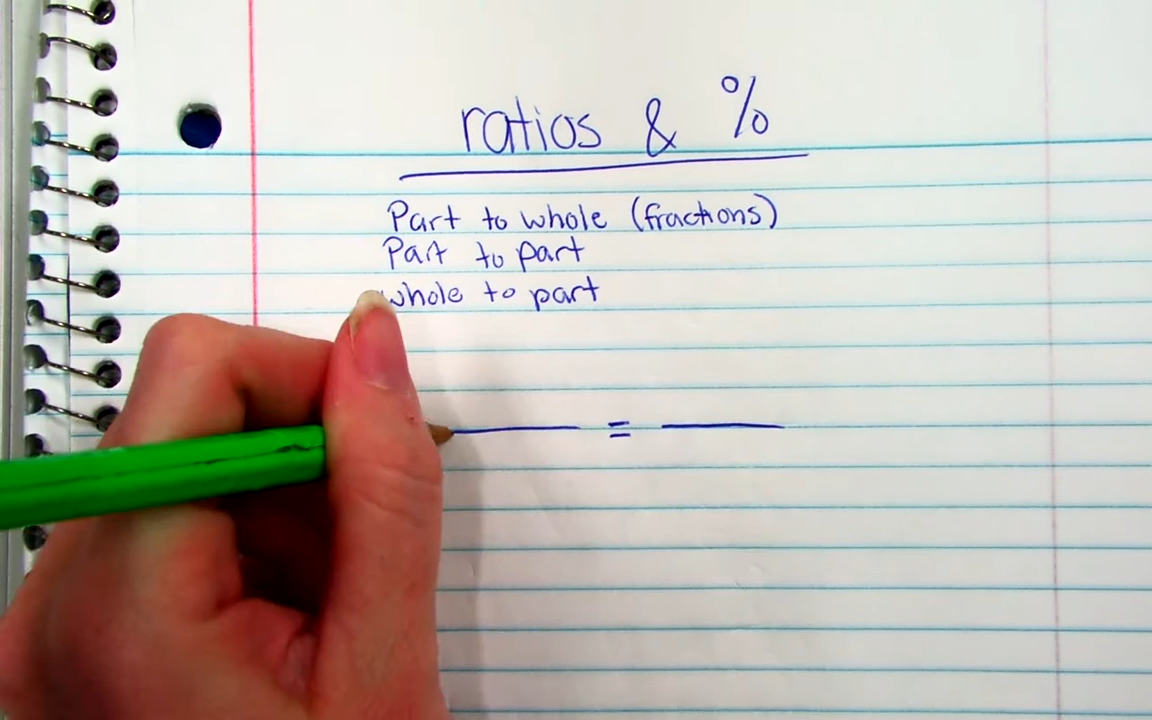 ratios & %
Part to whole (fractions)
Part to part
whole to part
=